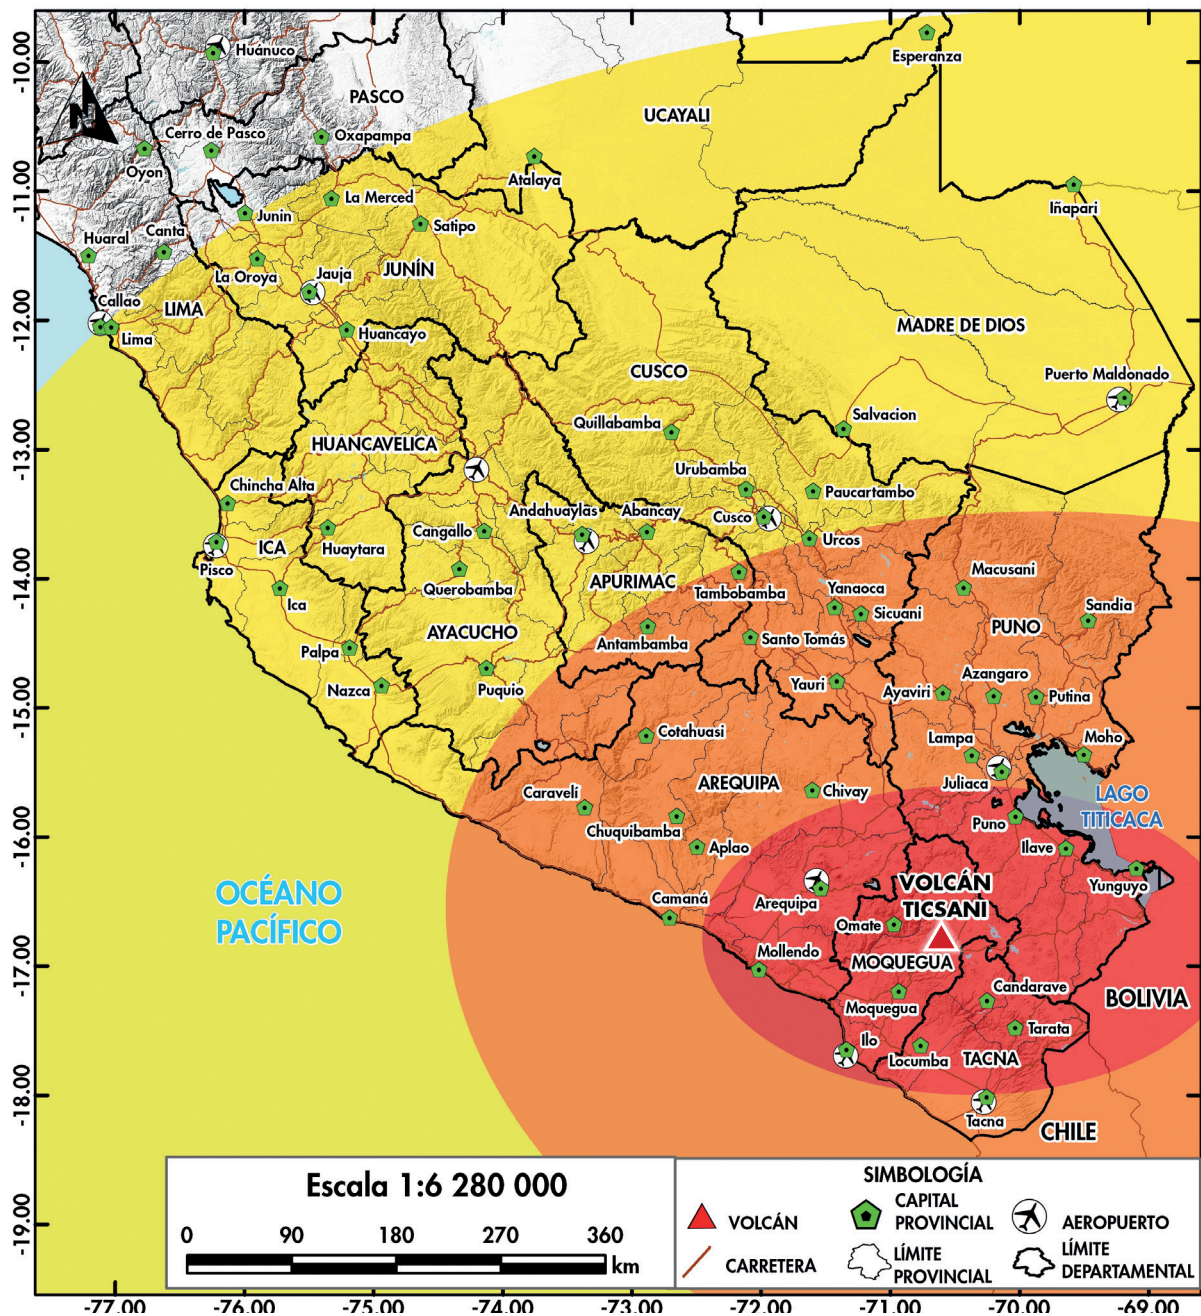 -10.00
-11.00
-12.00
-13.00
-14.00
-15.00
-16.00
-17.00
-18.00
-19.00
N
Huánuco
Esperanza
PASCO
UCAYALI
Cerro de Pasco
Oxapampa
Oyon
Atalaya
La Merced
Iñapari
Junin
Satipo
Canta
Huaral
La Oroya
Jauja
JUNÍN
Callao
LIMA
Lima
Huancayo
MADRE DE DIOS
CUSCO
Puerto Maldonado
Quillabamba
Salvacion
HUANCAVELICA
Urubamba
Chincha Alta
Paucartambo
Andahuaylas
Abancay
Cusco
Cangallo
Urcos
ICA
Huaytara
Pisco
APURIMAC
Macusani
Querobamba
Tambobamba
Yanaoca
Ica
Sicuani
Sandia
AYACUCHO
PUNO
Antambamba
Santo Tomás
Palpa
Nazca
Puquio
Yauri
Ayaviri
Azangaro
Putina
Cotahuasi
Lampa
Moho
AREQUIPA
Juliaca
Caravelí
Chivay
LAGO
TITICACA
Chuquibamba
Puno
Aplao
Ilave
OCÉANO
PACÍFICO
VOLCÁN
TICSANI
Yunguyo
Arequipa
Camaná
Omate
Mollendo
MOQUEGUA
Candarave
BOLIVIA
Moquegua
Tarata
Ilo
Locumba
TACNA
Tacna
CHILE
Escala 1:6 280 000
0 90 180 270 360
km
SIMBOLOGÍA
VOLCÁN
CAPITAL
PROVINCIAL
AEROPUERTO
CARRETERA
LÍMITE
PROVINCIAL
LÍMITE
DEPARTAMENTAL
-77.00 -76.00 -75.00 -74.00 -73.00 -72.00 -71.00 -70.00 -69.00